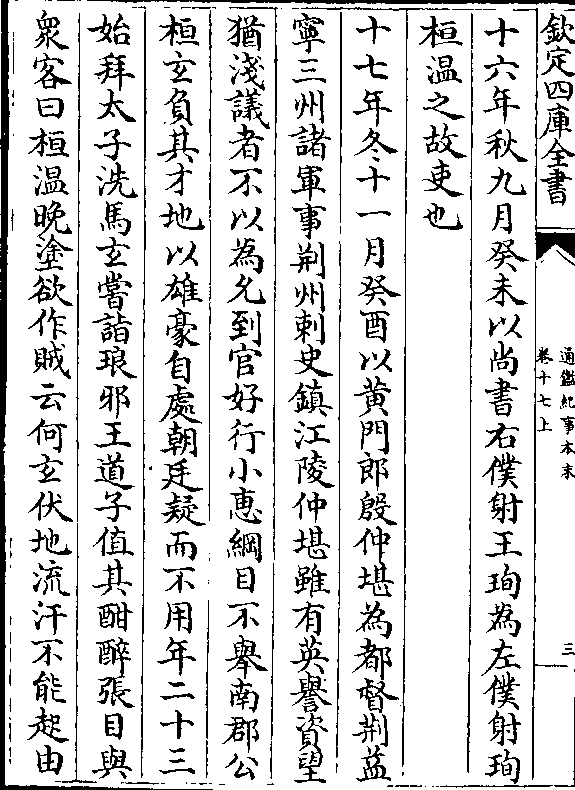 欽定四庫全書
通鑑紀事本末
卷十七上
三
十六年秋九月癸未以尚書右僕射王珣為左僕射珣
桓温之故吏也
十七年冬十一月癸酉以黄門郎殷仲堪為都督荆益
寧三州諸軍事荆州刺史鎮江陵仲堪雖有英譽資望
猶淺議者不以為允到官好行小惠綱目不舉南郡公
桓玄負其才地以雄豪自處朝廷疑而不用年二十三
始拜太子洗馬玄嘗詣琅邪王道子值其酣醉張目與
衆客曰桓温晚塗欲作賊云何玄伏地流汗不能起由